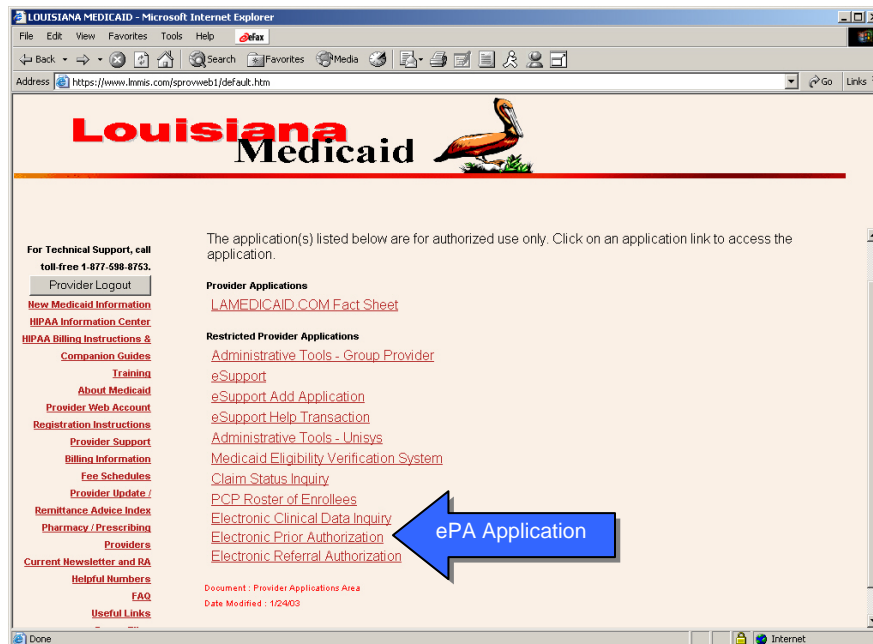 LOUISIANA MEDICAID - Microsoft Internet Explorer
File Edit View Favorites Tools Help eFax
Back Search Favorites Media
Address https://www.lmmis.com/sprovweb1/default.htm Go Links
Louisiana
Medicaid
For Technical Support, call
toll-free 1-877-598-8753.
Provider Logout
New Medicaid Information
HIPAA Information Center
HIPAA Billing Instructions &
Companion Guides
Training
About Medicaid
Provider Web Account
Registration Instructions
Provider Support
Billing Information
Fee Schedules
Provider Update /
Remittance Advice Index
Pharmacy / Prescribing
Providers
Current Newsletter and RA
Helpful Numbers
FAQ
Useful Links
The application(s) listed below are for authorized use only. Click on an application link to access the
application.
Provider Applications
LAMEDICAID.COM Fact Sheet
Restricted Provider Applications
Administrative Tools - Group Provider
eSupport
eSupport Add Application
eSupport Help Transaction
Administrative Tools - Unisys
Medicaid Eligibility Verification System
Claim Status Inquiry
PCP Roster of Enrollees
Electronic Clinical Data Inquiry
Electronic Prior Authorization
Electronic Referral Authorization
ePA Application
Document : Provider Applications Area
Date Modified : 1/24/03
Done Internet